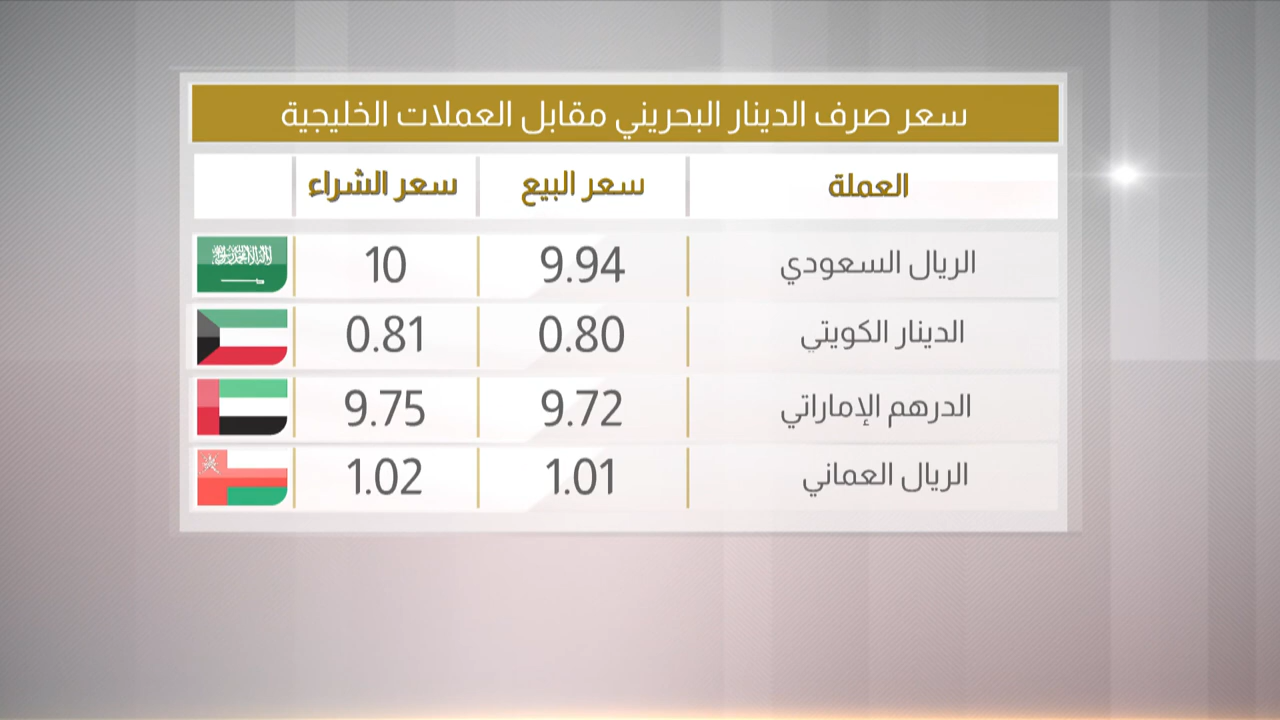 سعر صرف الدينار البحريني مقابل العملات الخليجية
العملة سعر البيع سعر الشراء
الريال السعودي 9.94 10
الدينار الكويتي 0.80 0.81
الدرهم الإماراتي 9.72 9.75
الريال العماني 1.01 1.02